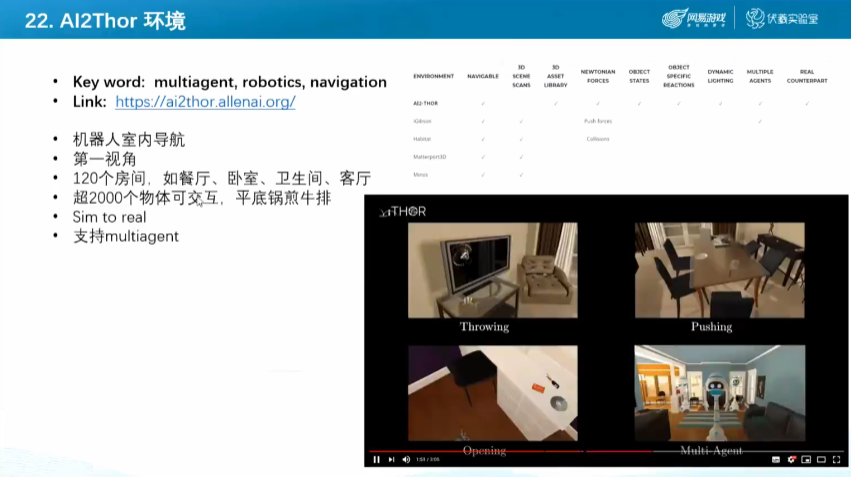 22. AI2Thor 环境
网易游戏
伏羲实验室
• Key word: multiagent, robotics, navigation
• Link: https://ai2thor.allenai.org/
• 机器人室内导航
• 第一视角
• 120个房间，如餐厅、卧室、卫生间、客厅
• 超2000个物体可交互，平底锅煎牛排
• Sim to real
• 支持multiagent
ENVIRONMENT NAVIGABLE 3D SCENE SCANS 3D ASSET LIBRARY NEWTONIAN FORCES OBJECT STATES OBJECT SPECIFIC REACTIONS DYNAMIC LIGHTING MULTIPLE AGENTS REAL COUNTERPART
AI2-THOR ✓ ✓ ✓ ✓ ✓ ✓ ✓ ✓
iGibson ✓ ✓ Push forces ✓
Habitat ✓ ✓ Collisions
Matterport3D ✓ ✓
Minos ✓ ✓
THOR
Throwing
Pushing
Opening
Multi-Agent